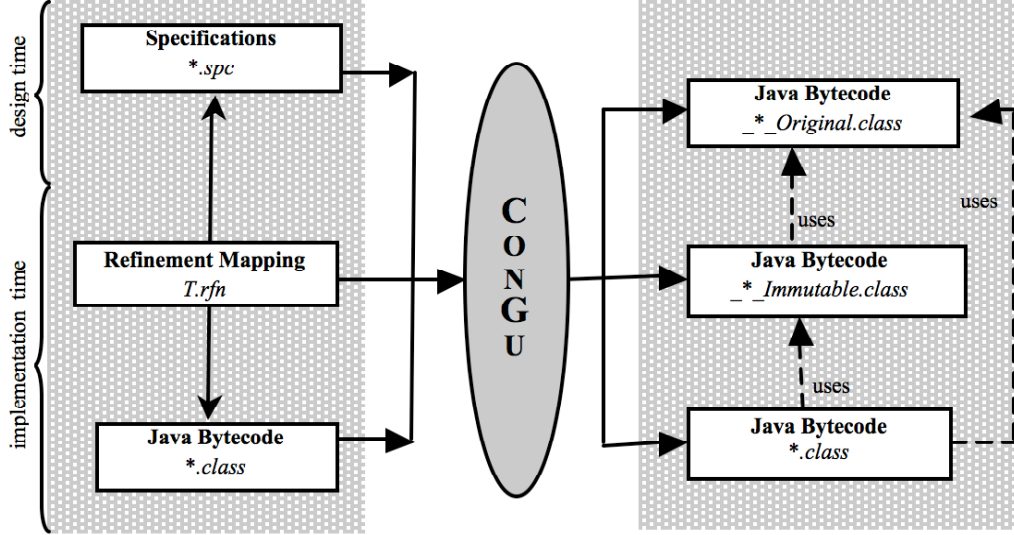 design time
implementation time
Specifications
*.spc
Refinement Mapping
T.rfn
Java Bytecode
*.class
CONGU
Java Bytecode
_*_Original.class
uses
uses
Java Bytecode
_*_Immutable.class
uses
Java Bytecode
*.class